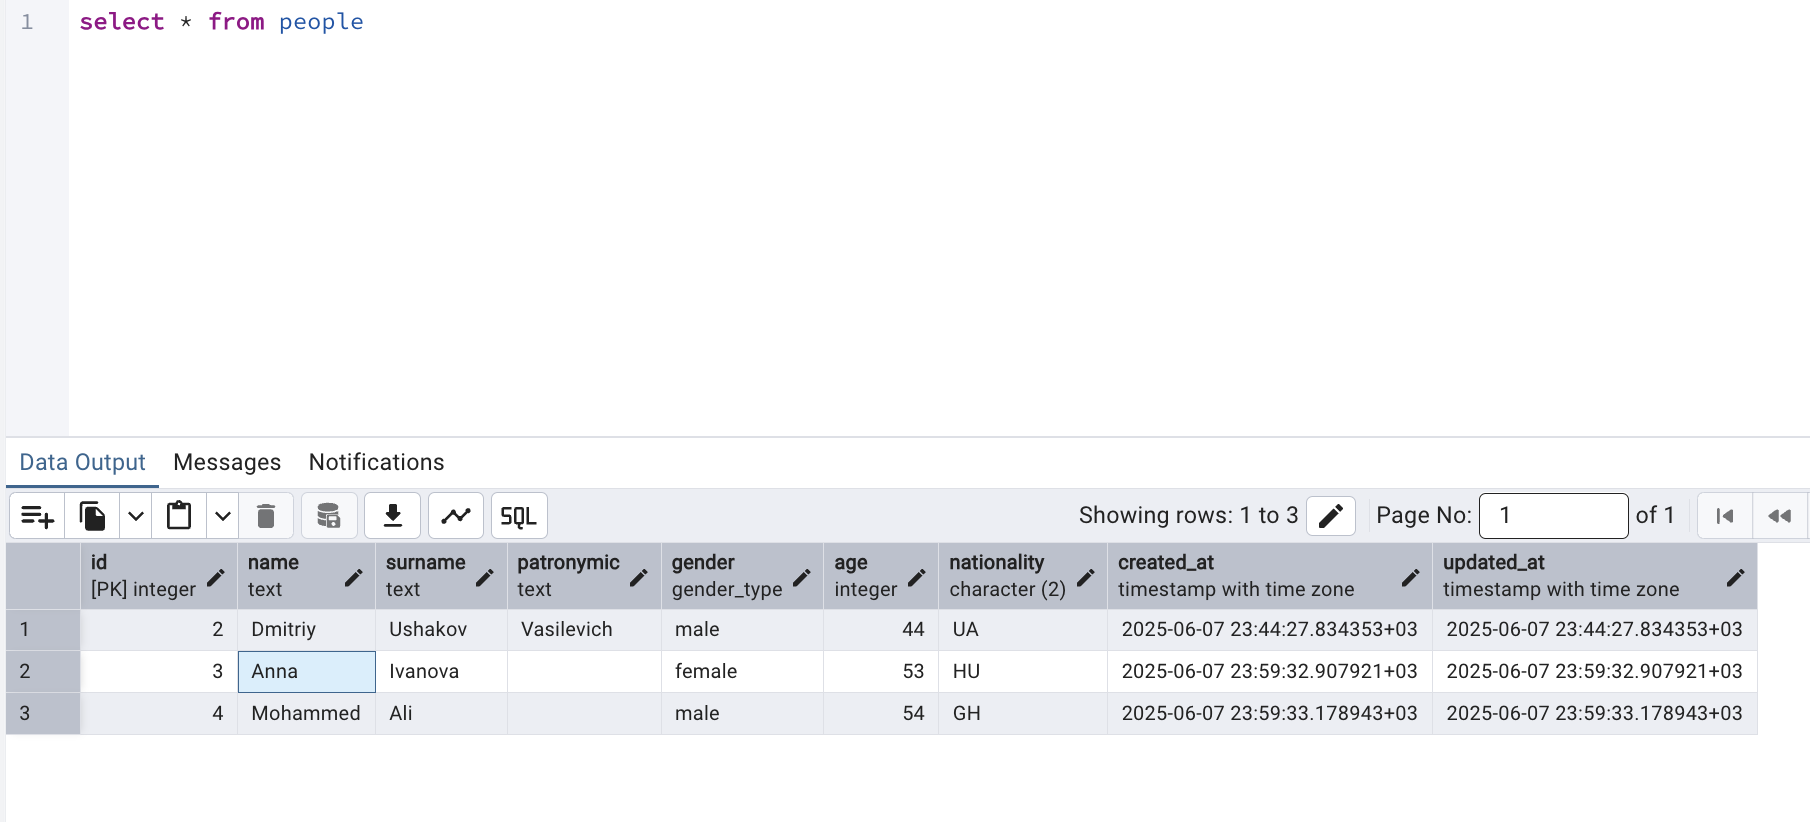 1 select * from people
Data Output Messages Notifications
SQL Showing rows: 1 to 3 Page No: 1 of 1
id name surname patronymic gender age nationality created_at updated_at
[PK] integer text text text gender_type integer character (2) timestamp with time zone timestamp with time zone
1 2 Dmitriy Ushakov Vasilevich male 44 UA 2025-06-07 23:44:27.834353+03 2025-06-07 23:44:27.834353+03
2 3 Anna Ivanova female 53 HU 2025-06-07 23:59:32.907921+03 2025-06-07 23:59:32.907921+03
3 4 Mohammed Ali male 54 GH 2025-06-07 23:59:33.178943+03 2025-06-07 23:59:33.178943+03